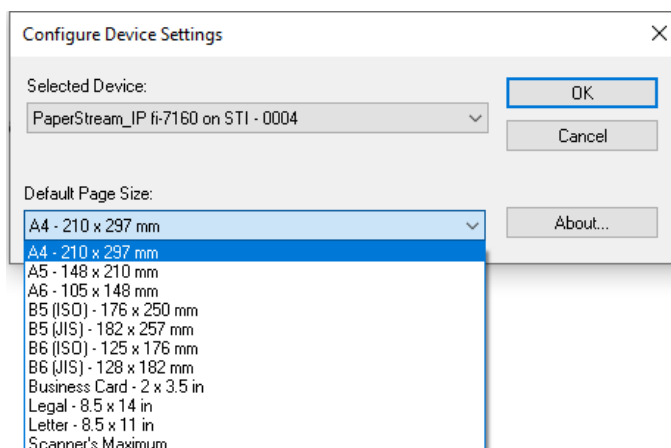 Configure Device Settings
Selected Device:
PaperStream_IP fi-7160 on STI - 0004
OK
Cancel
Default Page Size:
A4 - 210 x 297 mm
About...
A4 - 210 x 297 mm
A5 - 148 x 210 mm
A6 - 105 x 148 mm
B5 (ISO) - 176 x 250 mm
B5 (JIS) - 182 x 257 mm
B6 (ISO) - 125 x 176 mm
B6 (JIS) - 128 x 182 mm
Business Card - 2 x 3.5 in
Legal - 8.5 x 14 in
Letter - 8.5 x 11 in
Scanner's Maximum